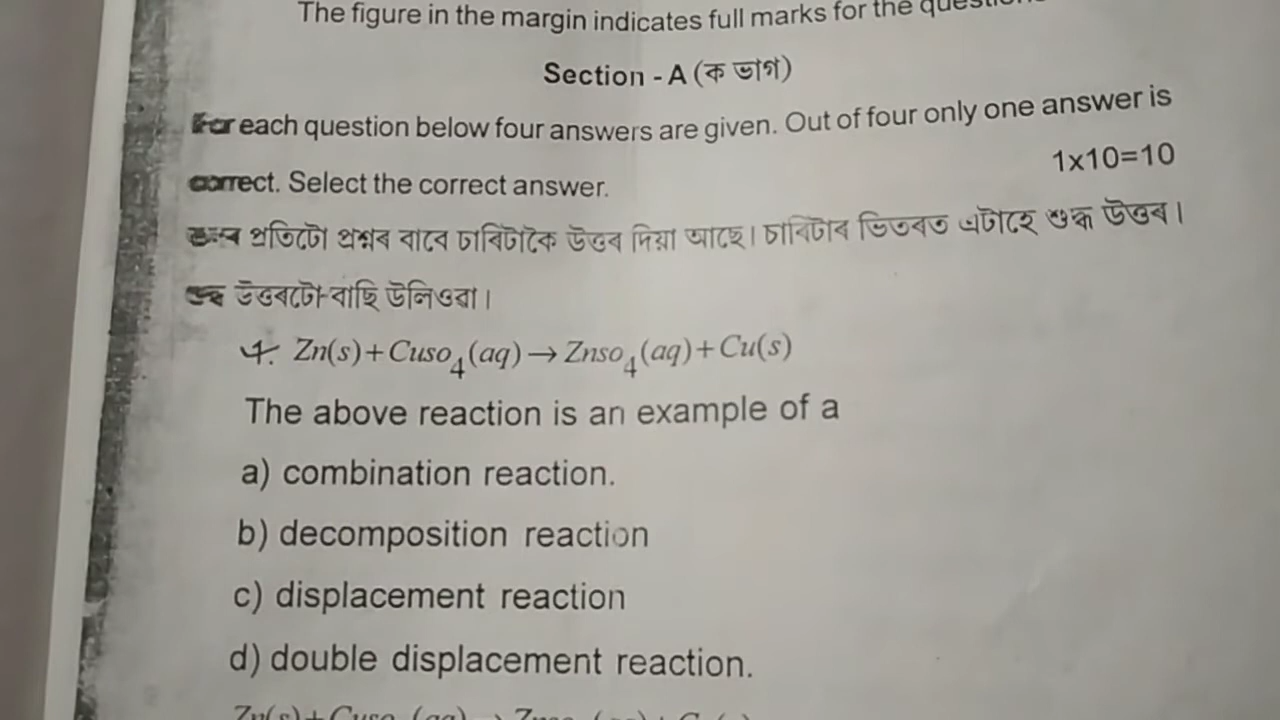 The figure in the margin indicates full marks for the
Section - A (ক ভাগ)
For each question below four answers are given. Out of four only one answer is
correct. Select the correct answer.
1x10=10
প্ৰতিটো প্ৰশ্নৰ বাবে চাৰিটাকৈ উত্তৰ দিয়া আছে। চাৰিটাৰ ভিতৰত এটাহে শুদ্ধ উত্তৰ।
উত্তৰটো বাছি উলিওৱা।
1. Zn(s)+Cuso4(aq)→Znso4(aq)+Cu(s)
The above reaction is an example of a
a) combination reaction.
b) decomposition reaction
c) displacement reaction
d) double displacement reaction.